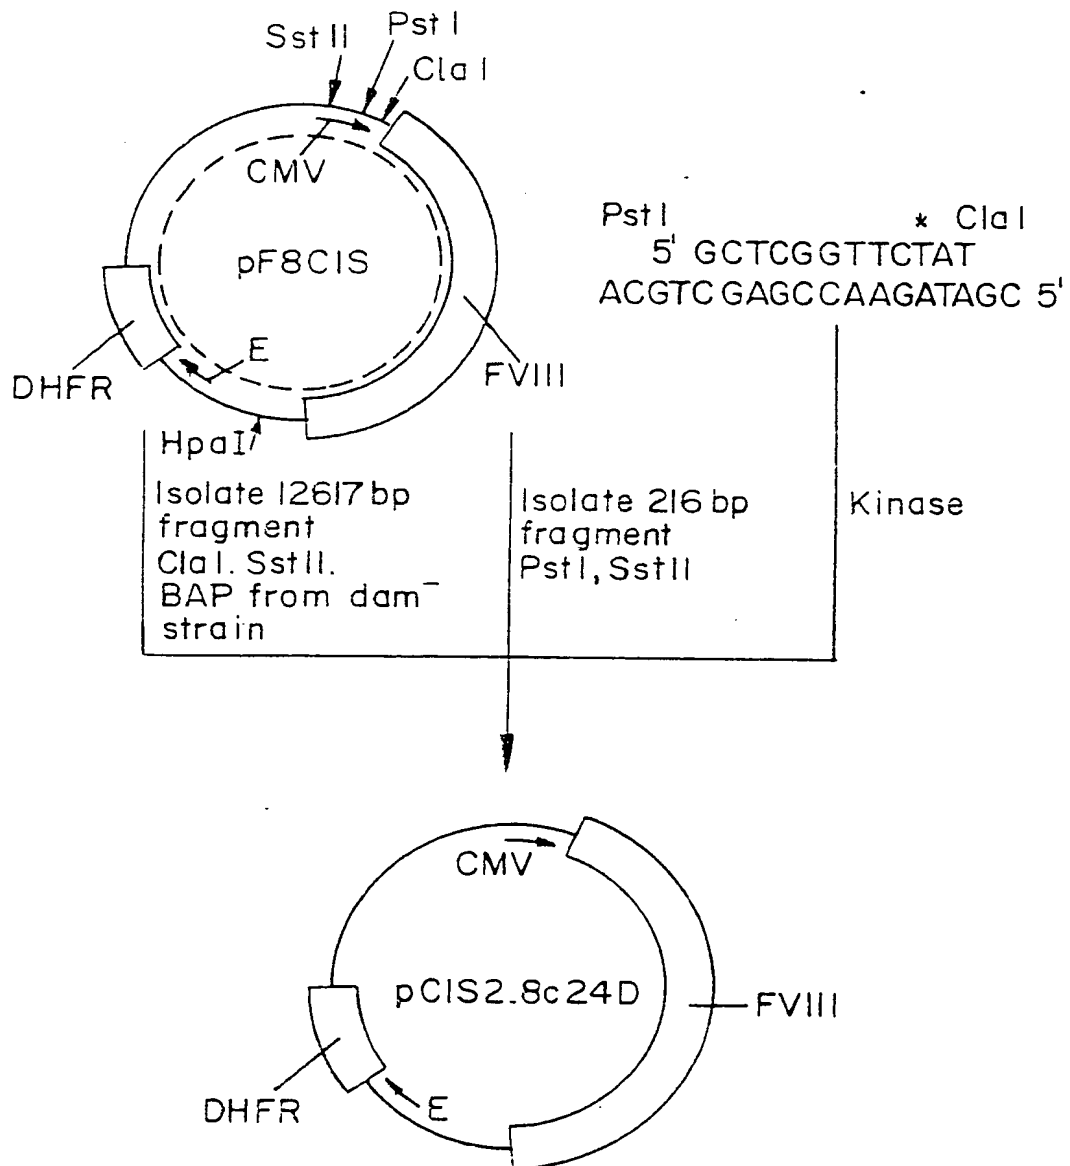 Sst II
Pst I
Cla I
CMV
pF8CIS
E
DHFR
FVIII
HpaI
Pst I * Cla I
5' GCTCGGTTCTAT
ACGTCGAGCCAAGATAGC 5'
Isolate 12617 bp
fragment
Cla I. Sst II.
BAP from dam⁻
strain
Isolate 216 bp
fragment
Pst I, Sst II
Kinase
CMV
pCIS2.8c24D
FVIII
E
DHFR